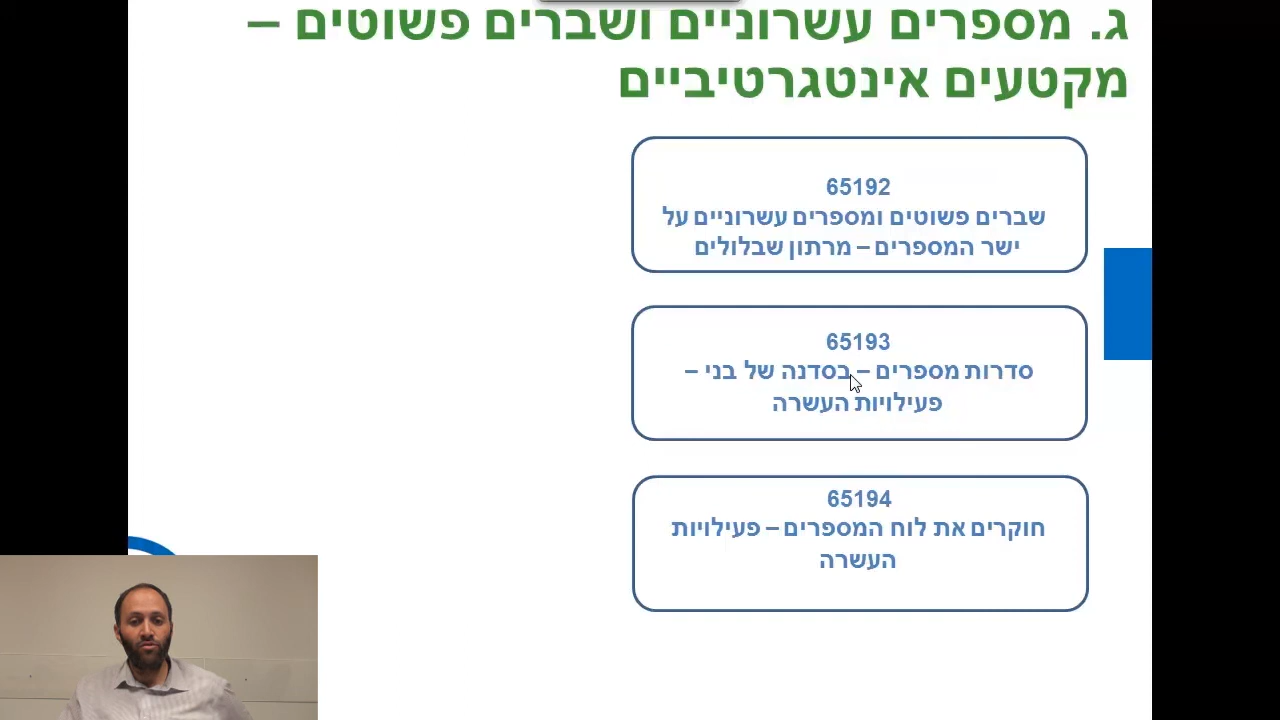 ג. מספרים עשרוניים ושברים פשוטים –
מקטעים אינטגרטיביים
65192
שברים פשוטים ומספרים עשרוניים על
ישר המספרים – מרתון שבלולים
65193
סדרות מספרים – בסדנה של בני –
פעילויות העשרה
65194
חוקרים את לוח המספרים – פעילויות
העשרה